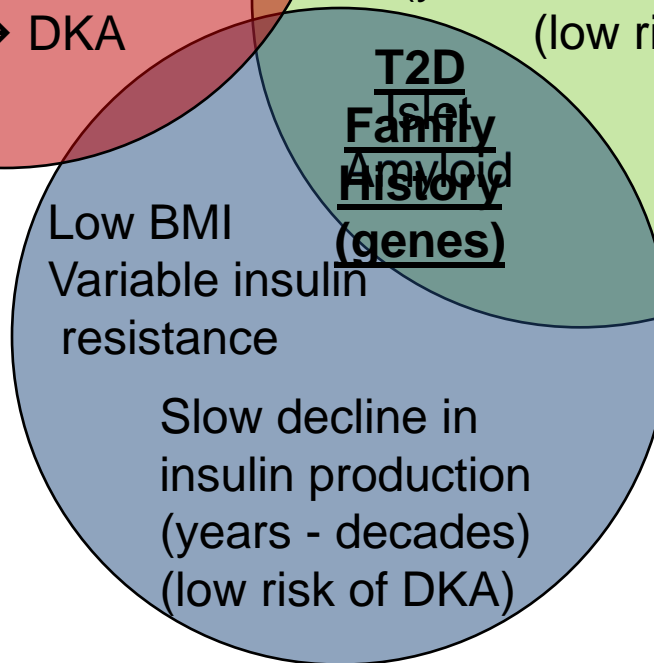 → DKA
(low ri
T2D
Islet
Family
Amyloid
History
(genes)
Low BMI
Variable insulin
resistance
Slow decline in
insulin production
(years - decades)
(low risk of DKA)